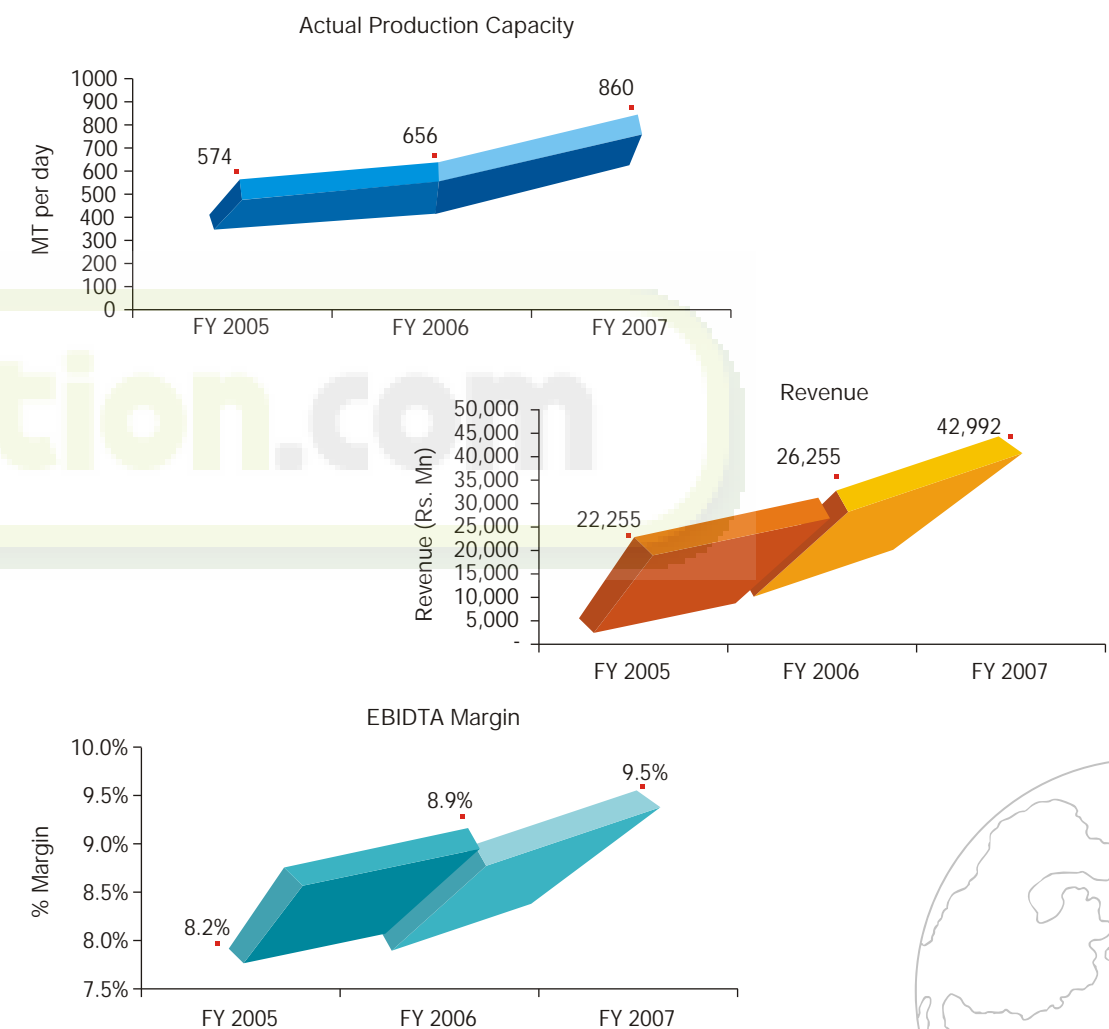 Actual Production Capacity
1000
900
800
700
600
500
400
300
200
100
0
MT per day
574
656
860
FY 2005
FY 2006
FY 2007
tion.com
Revenue
50,000
45,000
40,000
35,000
30,000
25,000
20,000
15,000
10,000
5,000
-
Revenue (Rs. Mn)
22,255
26,255
42,992
FY 2005
FY 2006
FY 2007
EBIDTA Margin
10.0%
9.5%
9.0%
8.5%
8.0%
7.5%
% Margin
8.2%
8.9%
9.5%
FY 2005
FY 2006
FY 2007